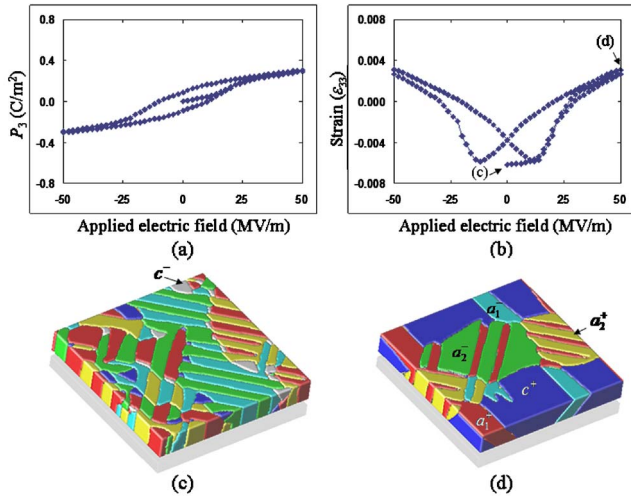 0.8
0.4
0.0
-0.4
-0.8
P3 (C/m²)
-50 -25 0 25 50
Applied electric field (MV/m)
(a)
0.008
0.004
0.000
-0.004
-0.008
Strain (ε33)
(d)
(c)
-50 -25 0 25 50
Applied electric field (MV/m)
(b)
c⁻
(c)
a₁⁻
a₂⁺
a₂⁻
c⁺
a₁⁻
(d)